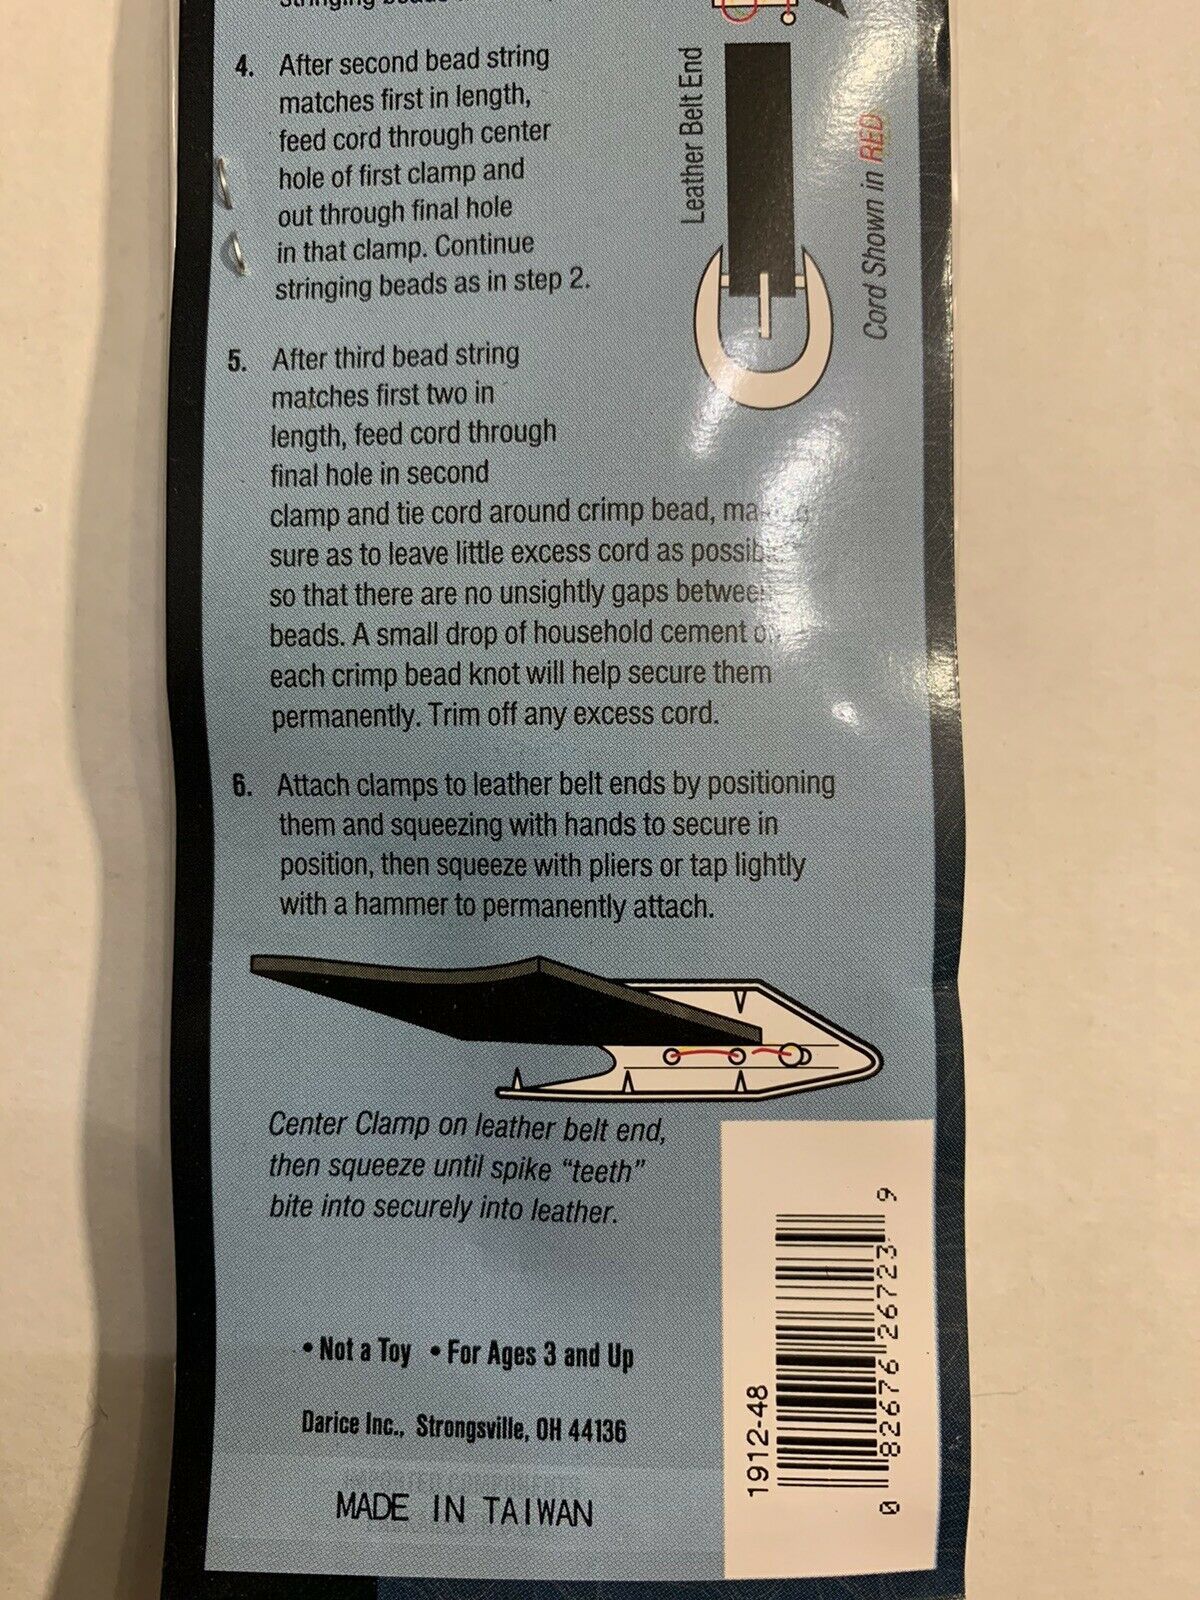 4. After second bead string
matches first in length,
feed cord through center
hole of first clamp and
out through final hole
in that clamp. Continue
stringing beads as in step 2.
Leather Belt End
Cord Shown in RED
5. After third bead string
matches first two in
length, feed cord through
final hole in second
clamp and tie cord around crimp bead,
sure as to leave little excess cord as
so that there are no unsightly gaps between
beads. A small drop of household cement
each crimp bead knot will help secure them
permanently. Trim off any excess cord.
6. Attach clamps to leather belt ends by positioning
them and squeezing with hands to secure in
position, then squeeze with pliers or tap lightly
with a hammer to permanently attach.
Center Clamp on leather belt end,
then squeeze until spike “teeth”
bite into securely into leather.
• Not a Toy • For Ages 3 and Up
Darice Inc., Strongsville, OH 44136
IMPORTED COMPONENTS
MADE IN TAIWAN
1912-48
0 82676 26723 9